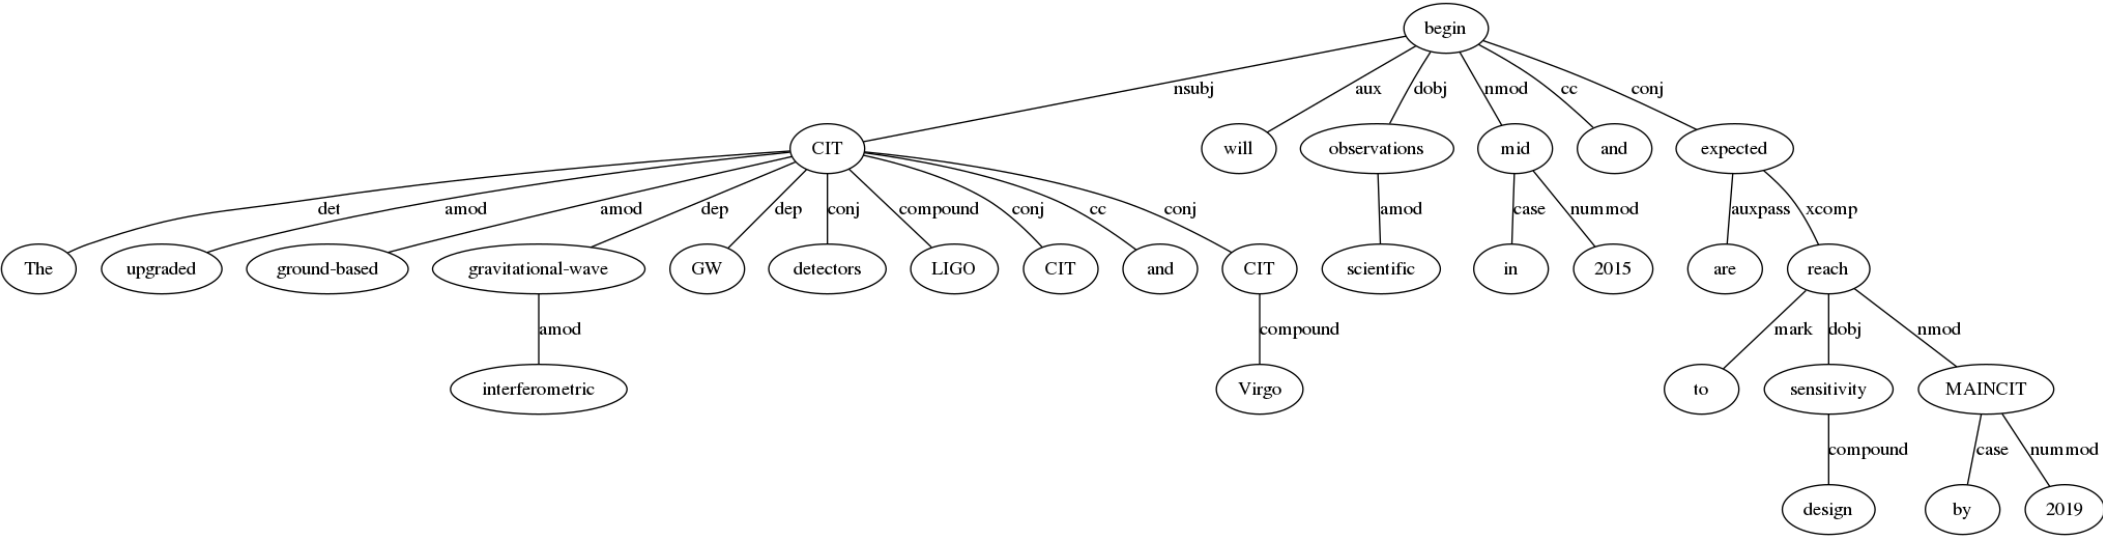 begin
nsubj aux dobj nmod cc conj
CIT will observations mid and expected
det amod amod dep dep conj compound conj cc conj amod case nummod auxpass xcomp
The upgraded ground-based gravitational-wave GW detectors LIGO CIT and CIT scientific in 2015 are reach
amod compound mark dobj nmod
interferometric Virgo to sensitivity MAINCIT
compound case nummod
design by 2019